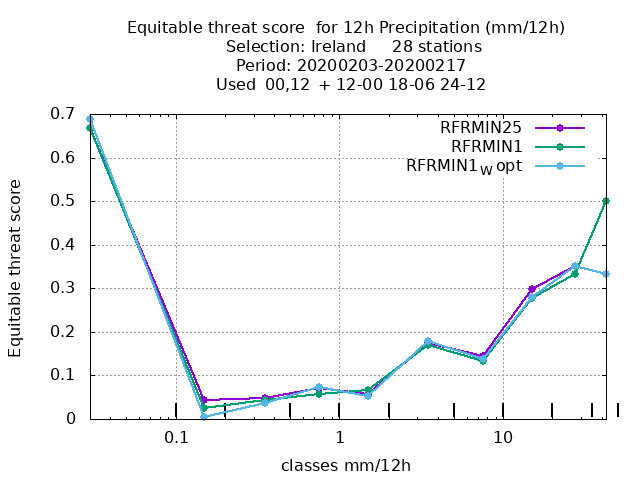 Equitable threat score  for 12h Precipitation (mm/12h)
Selection: Ireland     28 stations
Period: 20200203-20200217
Used  00,12  + 12-00 18-06 24-12
RFRMIN25
RFRMIN1
RFRMIN1W opt
Equitable threat score
0.7
0.6
0.5
0.4
0.3
0.2
0.1
0
0.1 1 10
classes mm/12h